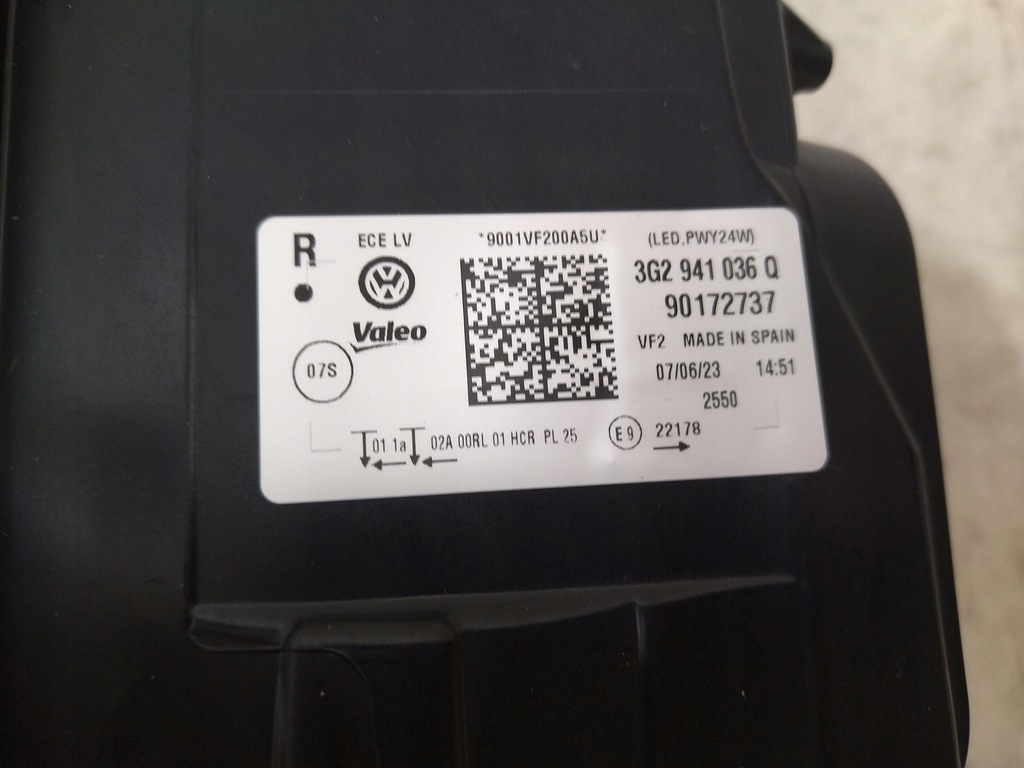 R
ECE LV
*9001VF200A5U*
(LED,PWY24W)
3G2 941 036 Q
Valeo
90172737
VF2 MADE IN SPAIN
07S
07/06/23 14:51
2550
01 1a 02A 00RL 01 HCR PL 25 E9 22178